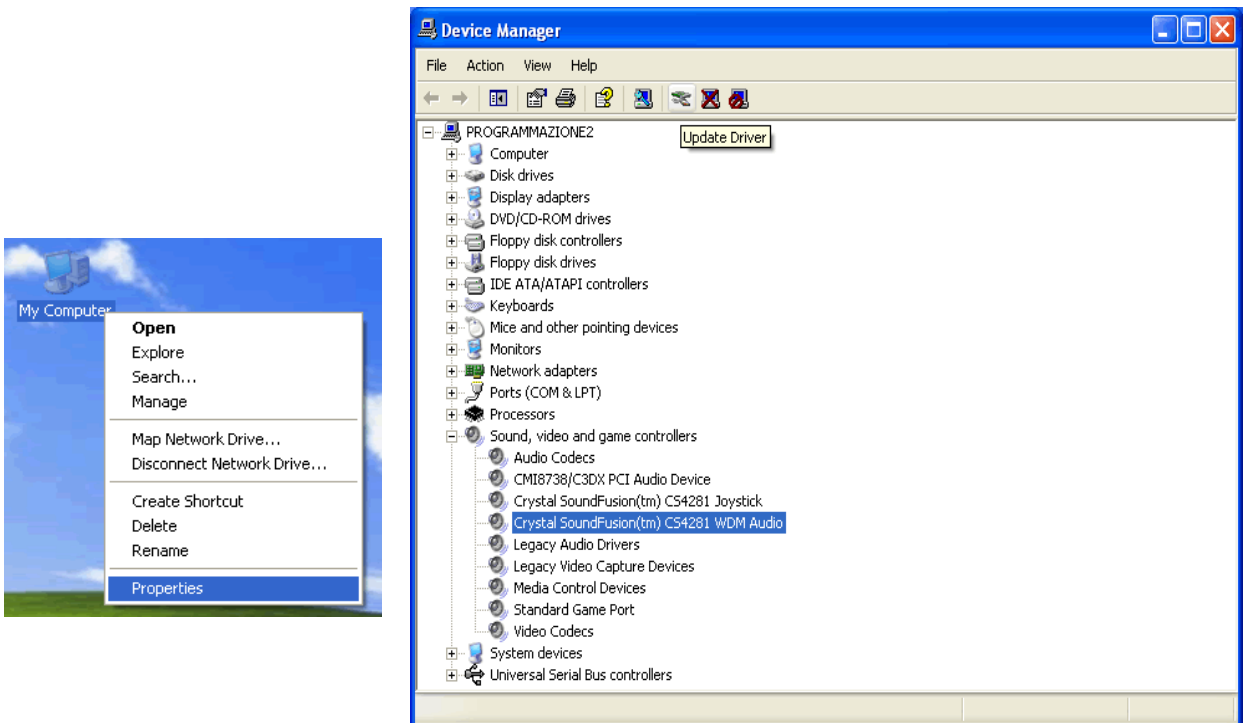 My Computer
Open
Explore
Search...
Manage
Map Network Drive...
Disconnect Network Drive...
Create Shortcut
Delete
Rename
Properties
Device Manager
File Action View Help
Update Driver
PROGRAMMAZIONE2
Computer
Disk drives
Display adapters
DVD/CD-ROM drives
Floppy disk controllers
Floppy disk drives
IDE ATA/ATAPI controllers
Keyboards
Mice and other pointing devices
Monitors
Network adapters
Ports (COM & LPT)
Processors
Sound, video and game controllers
Audio Codecs
CMI8738/C3DX PCI Audio Device
Crystal SoundFusion(tm) CS4281 Joystick
Crystal SoundFusion(tm) CS4281 WDM Audio
Legacy Audio Drivers
Legacy Video Capture Devices
Media Control Devices
Standard Game Port
Video Codecs
System devices
Universal Serial Bus controllers